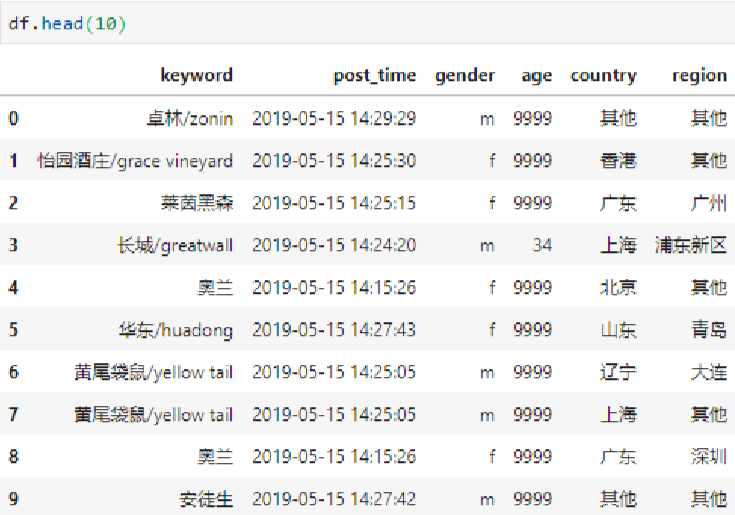 df.head(10)
keyword post_time gender age country region
0 卓林/zonin 2019-05-15 14:29:29 m 9999 其他 其他
1 怡园酒庄/grace vineyard 2019-05-15 14:25:30 f 9999 香港 其他
2 莱茵黑森 2019-05-15 14:25:15 f 9999 广东 广州
3 长城/greatwall 2019-05-15 14:24:20 m 34 上海 浦东新区
4 奥兰 2019-05-15 14:15:26 f 9999 北京 其他
5 华东/huadong 2019-05-15 14:27:43 f 9999 山东 青岛
6 黄尾袋鼠/yellow tail 2019-05-15 14:25:05 m 9999 辽宁 大连
7 黄尾袋鼠/yellow tail 2019-05-15 14:25:05 m 9999 上海 其他
8 奥兰 2019-05-15 14:15:26 f 9999 广东 深圳
9 安徒生 2019-05-15 14:27:42 m 9999 其他 其他